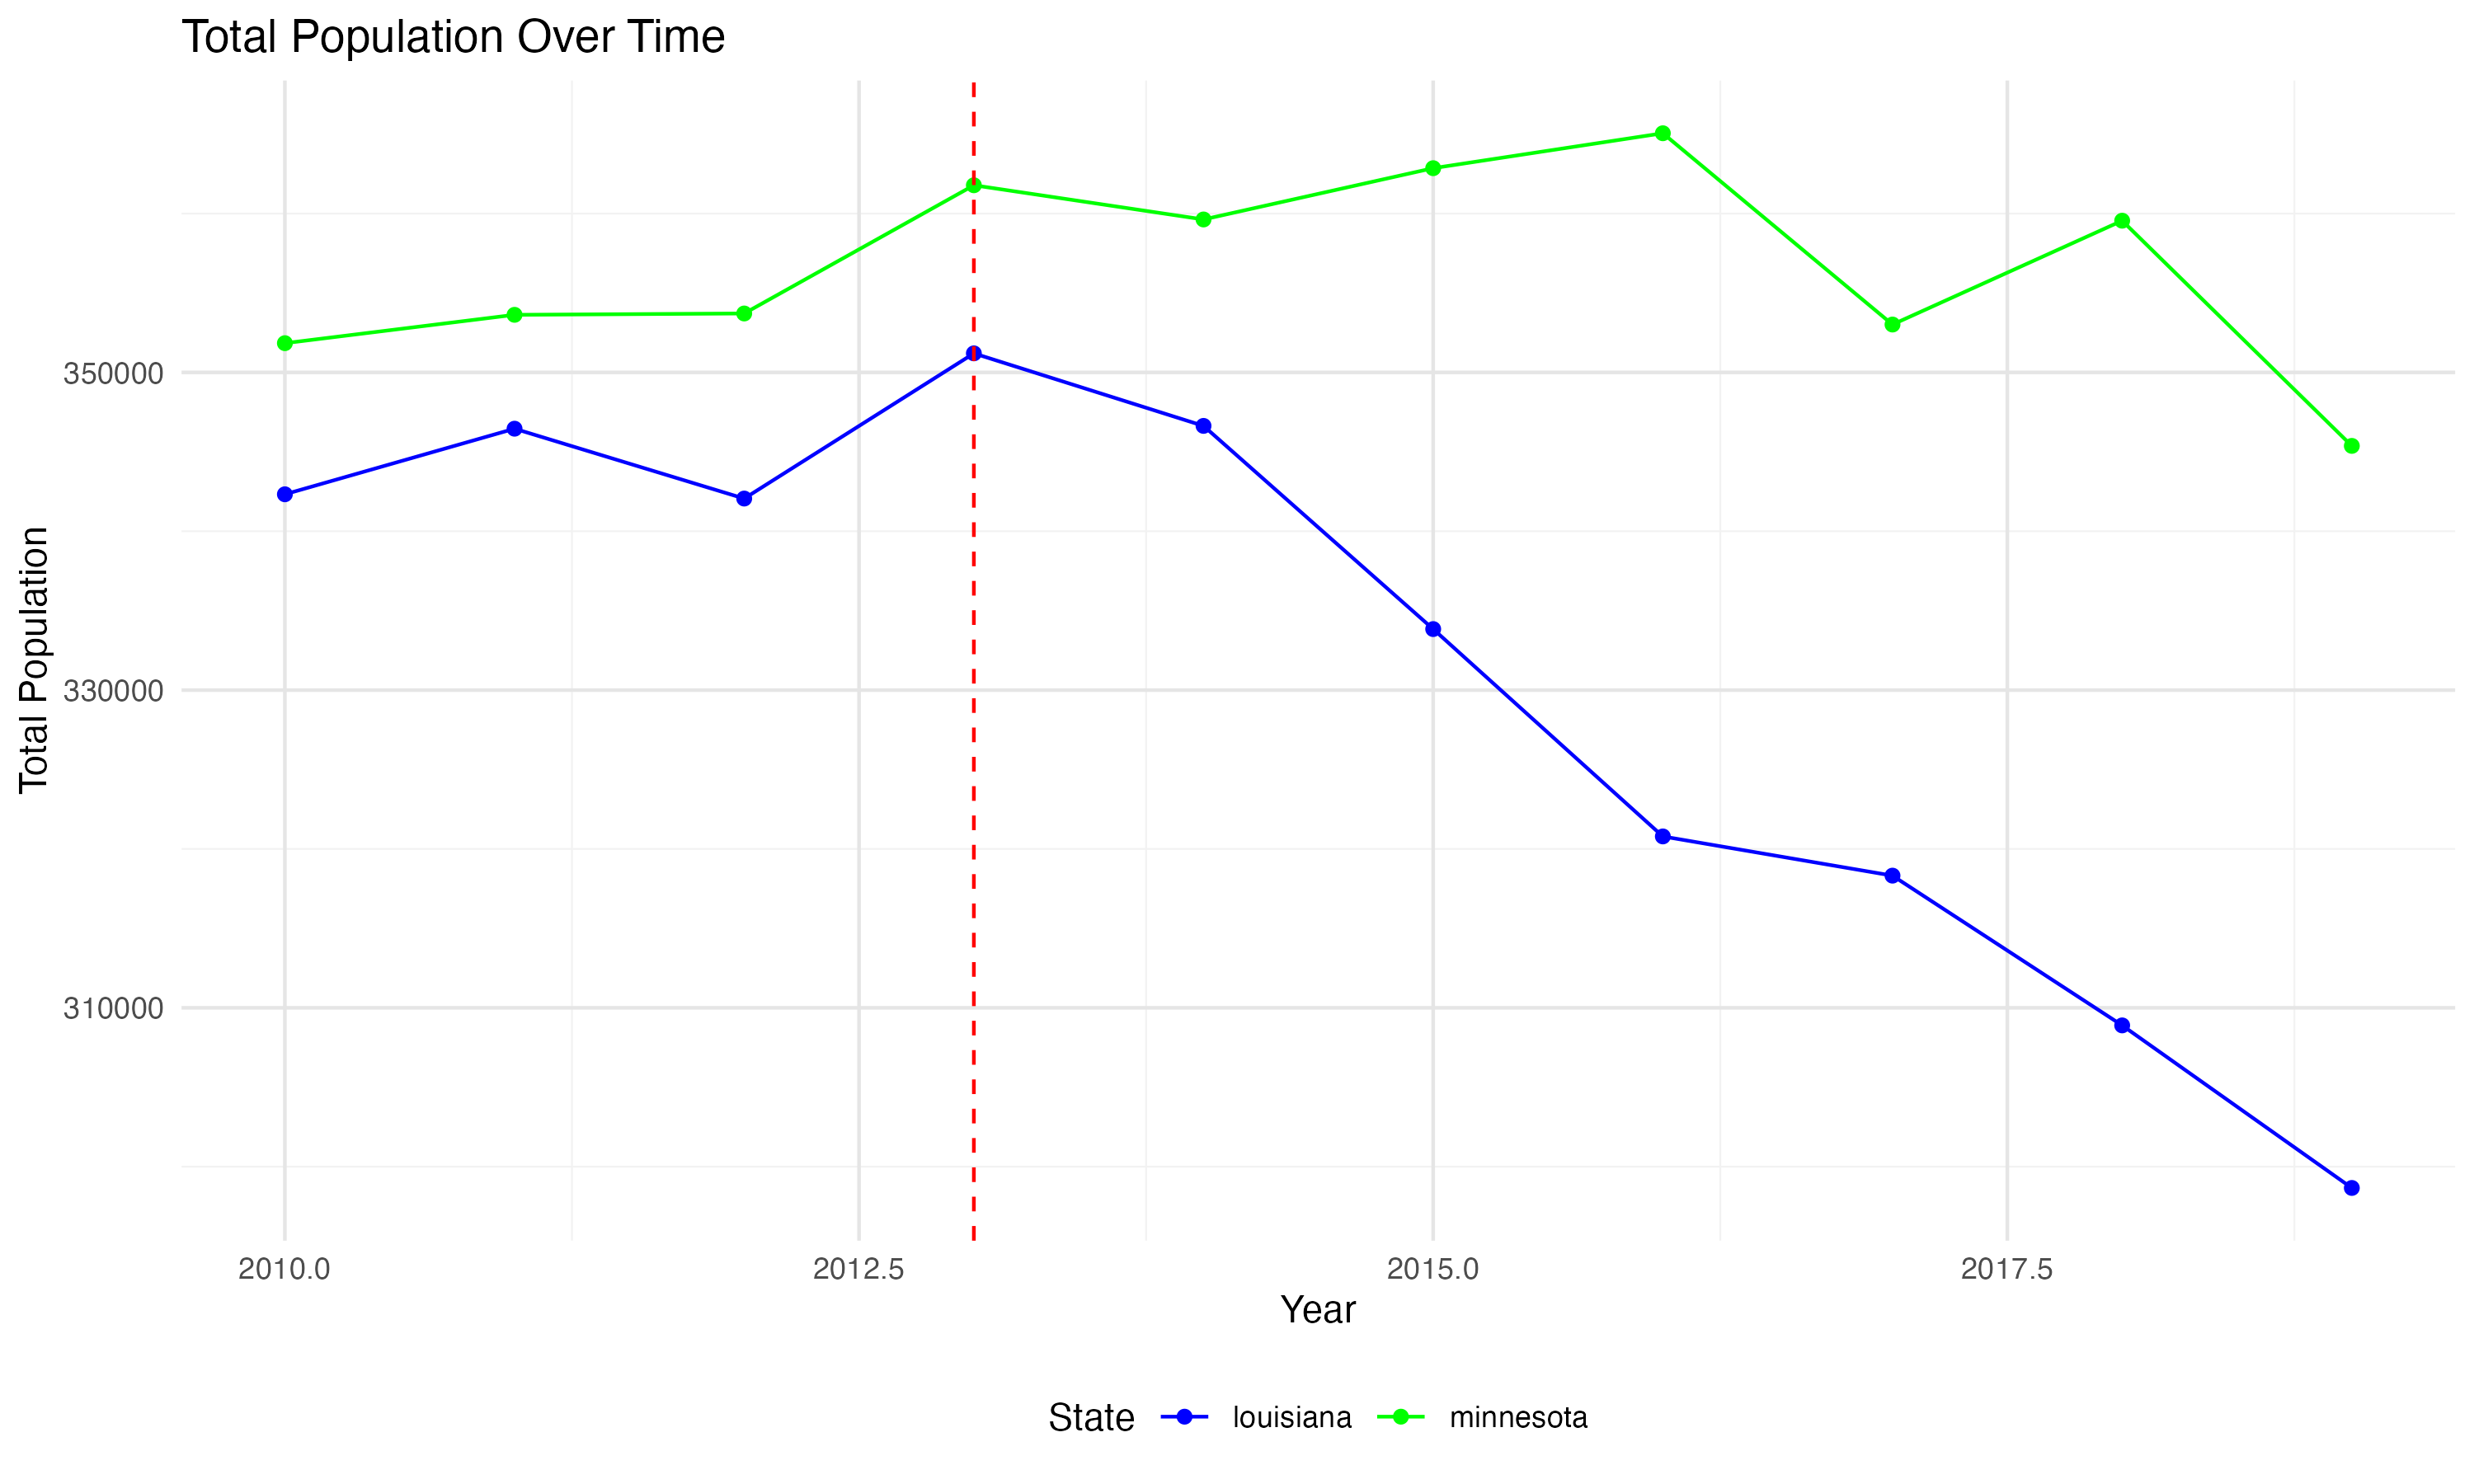 Total Population Over Time
Total Population
350000
330000
310000
2010.0
2012.5
2015.0
2017.5
Year
State louisiana minnesota